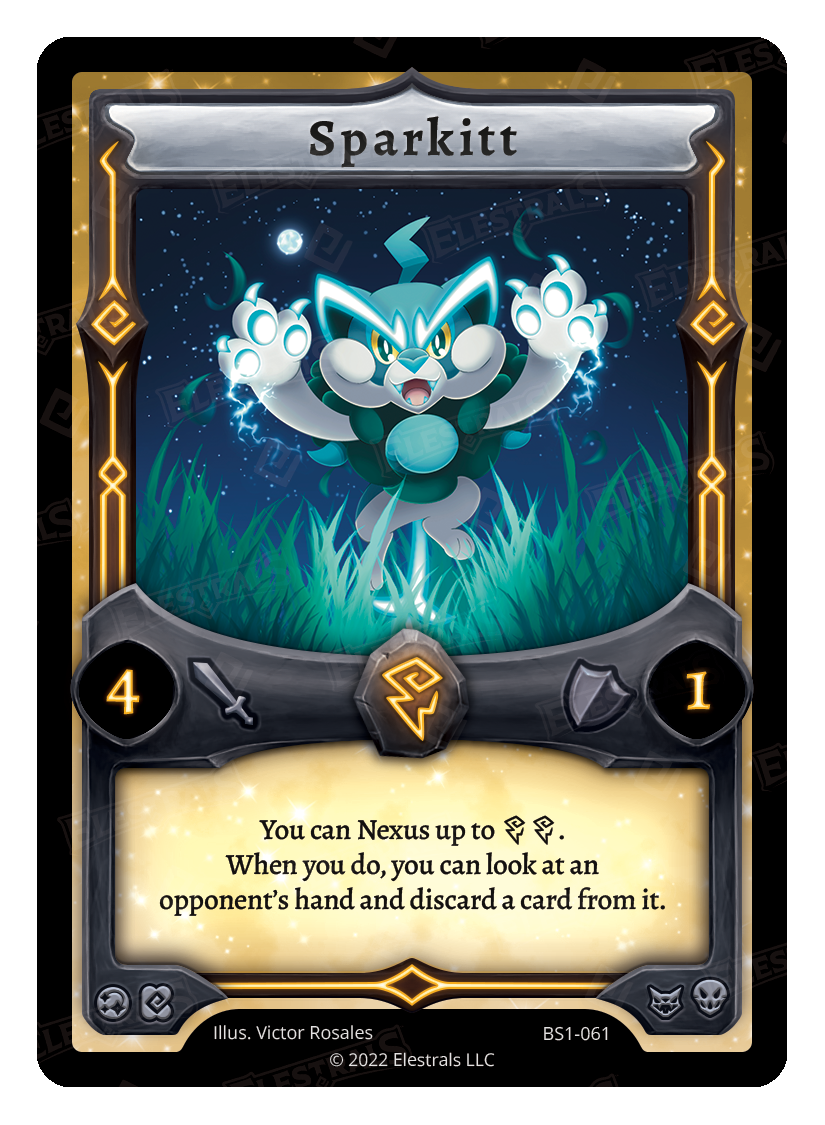 Sparkitt
4
1
You can Nexus up to .
When you do, you can look at an
opponent's hand and discard a card from it.
Illus. Victor Rosales
BS1-061
© 2022 Elestrals LLC
ELESTRALS